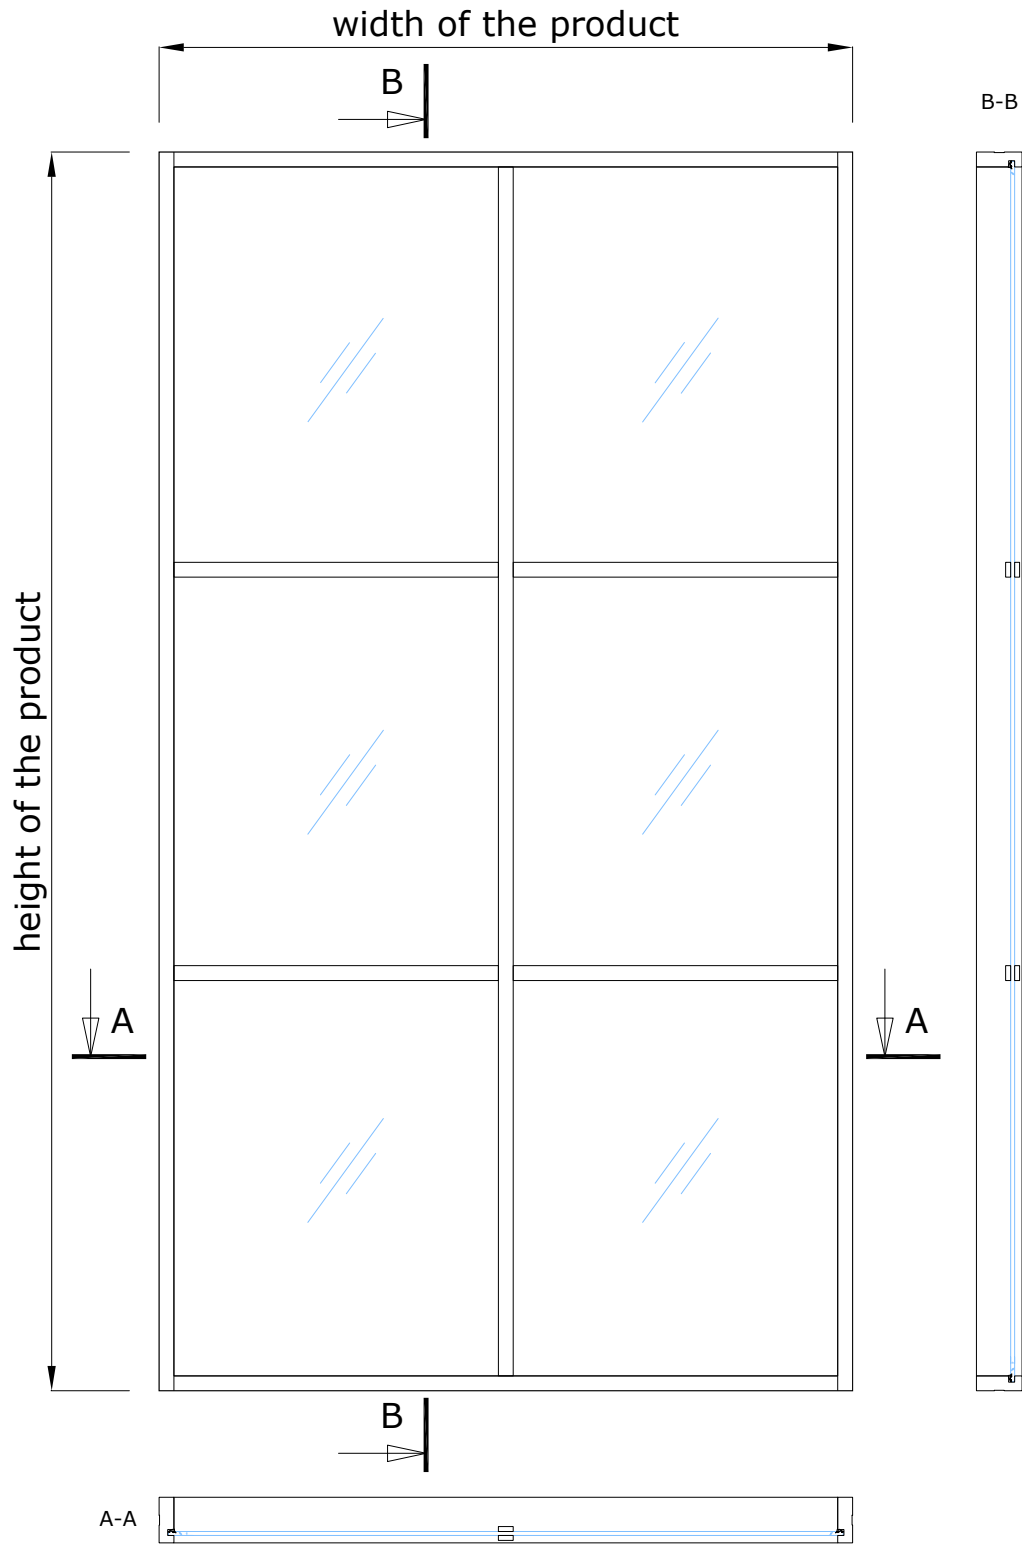 width of the product
B
B-B
height of the product
A
A
B
A-A